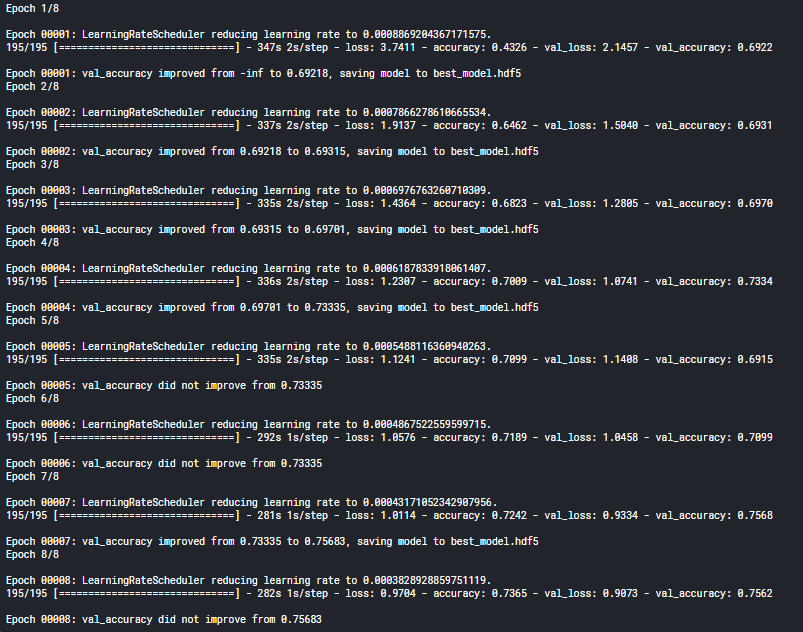 Epoch 1/8
Epoch 00001: LearningRateScheduler reducing learning rate to 0.0008869204367171575.
195/195 [==============================] - 347s 2s/step - loss: 3.7411 - accuracy: 0.4326 - val_loss: 2.1457 - val_accuracy: 0.6922
Epoch 00001: val_accuracy improved from -inf to 0.69218, saving model to best_model.hdf5
Epoch 2/8
Epoch 00002: LearningRateScheduler reducing learning rate to 0.0007866278610665534.
195/195 [==============================] - 337s 2s/step - loss: 1.9137 - accuracy: 0.6462 - val_loss: 1.5040 - val_accuracy: 0.6931
Epoch 00002: val_accuracy improved from 0.69218 to 0.69315, saving model to best_model.hdf5
Epoch 3/8
Epoch 00003: LearningRateScheduler reducing learning rate to 0.0006976763260710309.
195/195 [==============================] - 335s 2s/step - loss: 1.4364 - accuracy: 0.6823 - val_loss: 1.2805 - val_accuracy: 0.6970
Epoch 00003: val_accuracy improved from 0.69315 to 0.69701, saving model to best_model.hdf5
Epoch 4/8
Epoch 00004: LearningRateScheduler reducing learning rate to 0.0006187833918061407.
195/195 [==============================] - 336s 2s/step - loss: 1.2307 - accuracy: 0.7009 - val_loss: 1.0741 - val_accuracy: 0.7334
Epoch 00004: val_accuracy improved from 0.69701 to 0.73335, saving model to best_model.hdf5
Epoch 5/8
Epoch 00005: LearningRateScheduler reducing learning rate to 0.0005488116360940263.
195/195 [==============================] - 335s 2s/step - loss: 1.1241 - accuracy: 0.7099 - val_loss: 1.1408 - val_accuracy: 0.6915
Epoch 00005: val_accuracy did not improve from 0.73335
Epoch 6/8
Epoch 00006: LearningRateScheduler reducing learning rate to 0.0004867522559599715.
195/195 [==============================] - 292s 1s/step - loss: 1.0576 - accuracy: 0.7189 - val_loss: 1.0458 - val_accuracy: 0.7099
Epoch 00006: val_accuracy did not improve from 0.73335
Epoch 7/8
Epoch 00007: LearningRateScheduler reducing learning rate to 0.00043171052342907956.
195/195 [==============================] - 281s 1s/step - loss: 1.0114 - accuracy: 0.7242 - val_loss: 0.9334 - val_accuracy: 0.7568
Epoch 00007: val_accuracy improved from 0.73335 to 0.75683, saving model to best_model.hdf5
Epoch 8/8
Epoch 00008: LearningRateScheduler reducing learning rate to 0.0003828928859751119.
195/195 [==============================] - 282s 1s/step - loss: 0.9704 - accuracy: 0.7365 - val_loss: 0.9073 - val_accuracy: 0.7562
Epoch 00008: val_accuracy did not improve from 0.75683